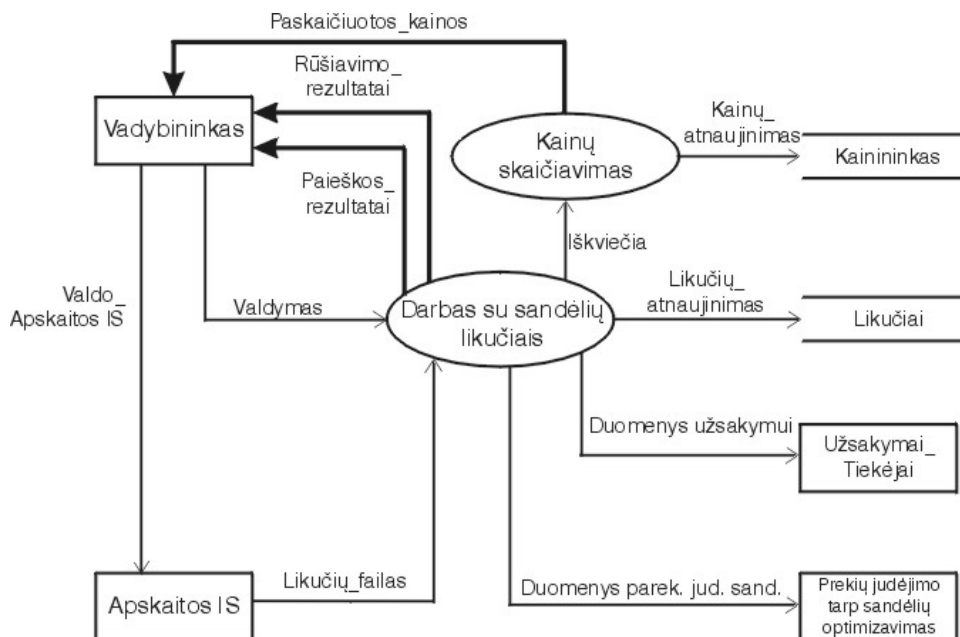 Paskaičiuotos_kainos
Rūšiavimo_
rezultatai
Vadybininkas
Kainų_
atnaujinimas
Kainų
skaičiavimas
Kainininkas
Paieškos_
rezultatai
Iškviečia
Valdo_
Apskaitos IS
Valdymas
Darbas su sandėlių
likučiais
Likučių_
atnaujinimas
Likučiai
Duomenys užsakymui
Užsakymai_
Tiekėjai
Apskaitos IS
Likučių_failas
Duomenys parek. jud. sand.
Prekių judėjimo
tarp sandėlių
optimizavimas